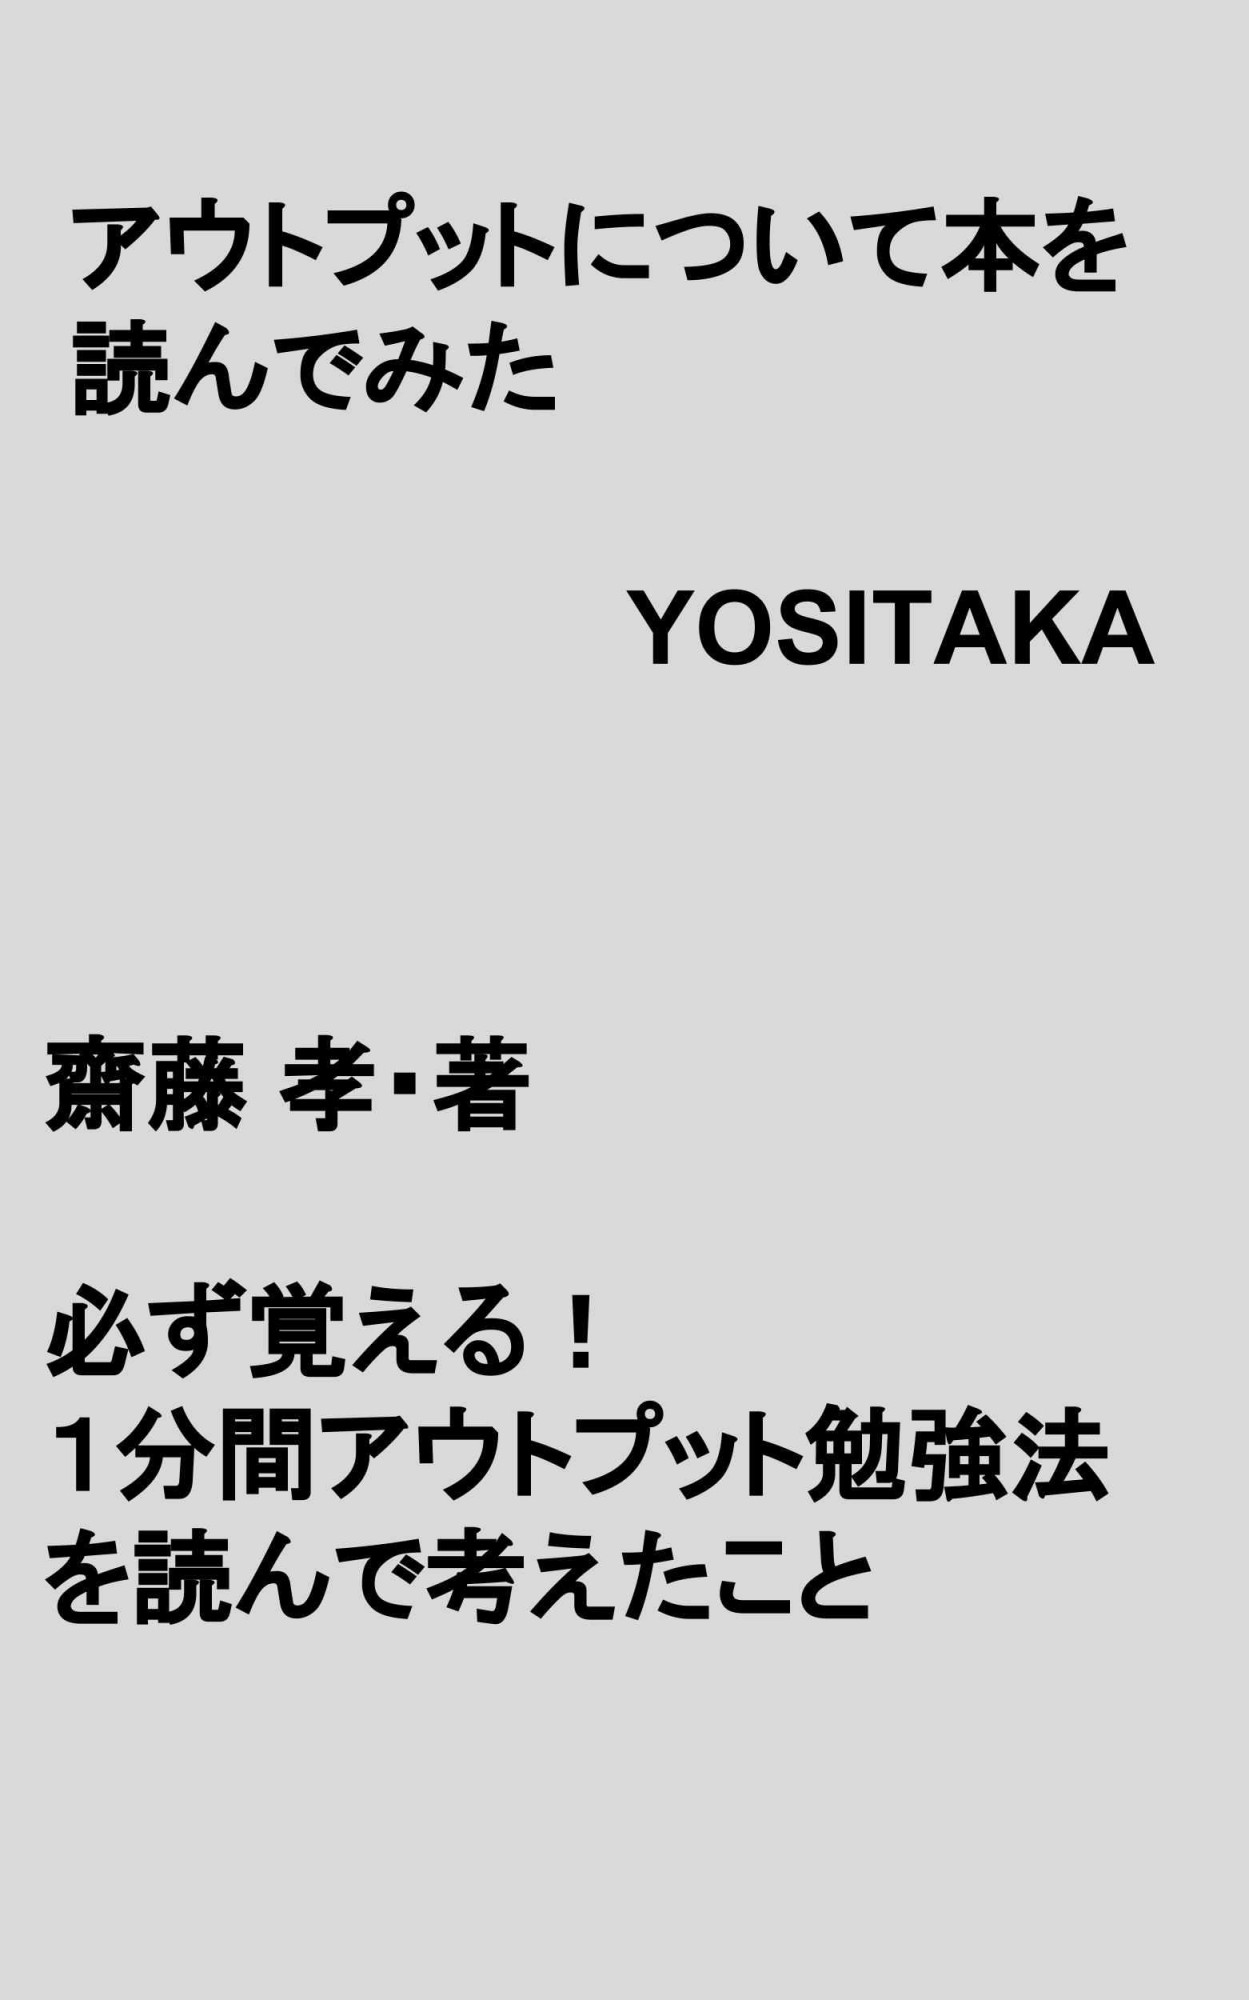 アウトプットについて本を
読んでみた
YOSITAKA
齋藤 孝・著
必ず覚える！
１分間アウトプット勉強法
を読んで考えたこと